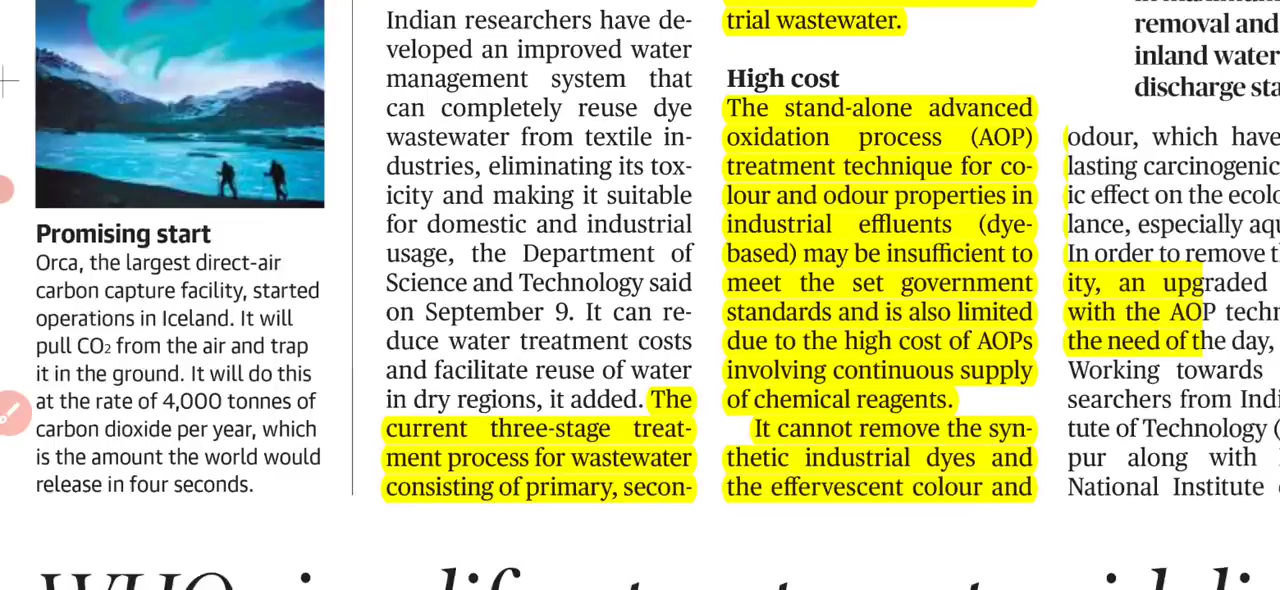 Promising start
Orca, the largest direct-air
carbon capture facility, started
operations in Iceland. It will
pull CO₂ from the air and trap
it in the ground. It will do this
at the rate of 4,000 tonnes of
carbon dioxide per year, which
is the amount the world would
release in four seconds.
Indian researchers have de-
veloped an improved water
management system that
can completely reuse dye
wastewater from textile in-
dustries, eliminating its tox-
icity and making it suitable
for domestic and industrial
usage, the Department of
Science and Technology said
on September 9. It can re-
duce water treatment costs
and facilitate reuse of water
in dry regions, it added. The
current three-stage treat-
ment process for wastewater
consisting of primary, secon-
trial wastewater.
High cost
The stand-alone advanced
oxidation process (AOP)
treatment technique for co-
lour and odour properties in
industrial effluents (dye-
based) may be insufficient to
meet the set government
standards and is also limited
due to the high cost of AOPs
involving continuous supply
of chemical reagents.
It cannot remove the syn-
thetic industrial dyes and
the effervescent colour and
removal and
inland water
discharge sta
odour, which have
lasting carcinogenic
ic effect on the ecolo
lance, especially aqu
In order to remove t
ity, an upgraded
with the AOP techn
the need of the day,
Working towards
searchers from Indi
tute of Technology (
pur along with
National Institute
WHO